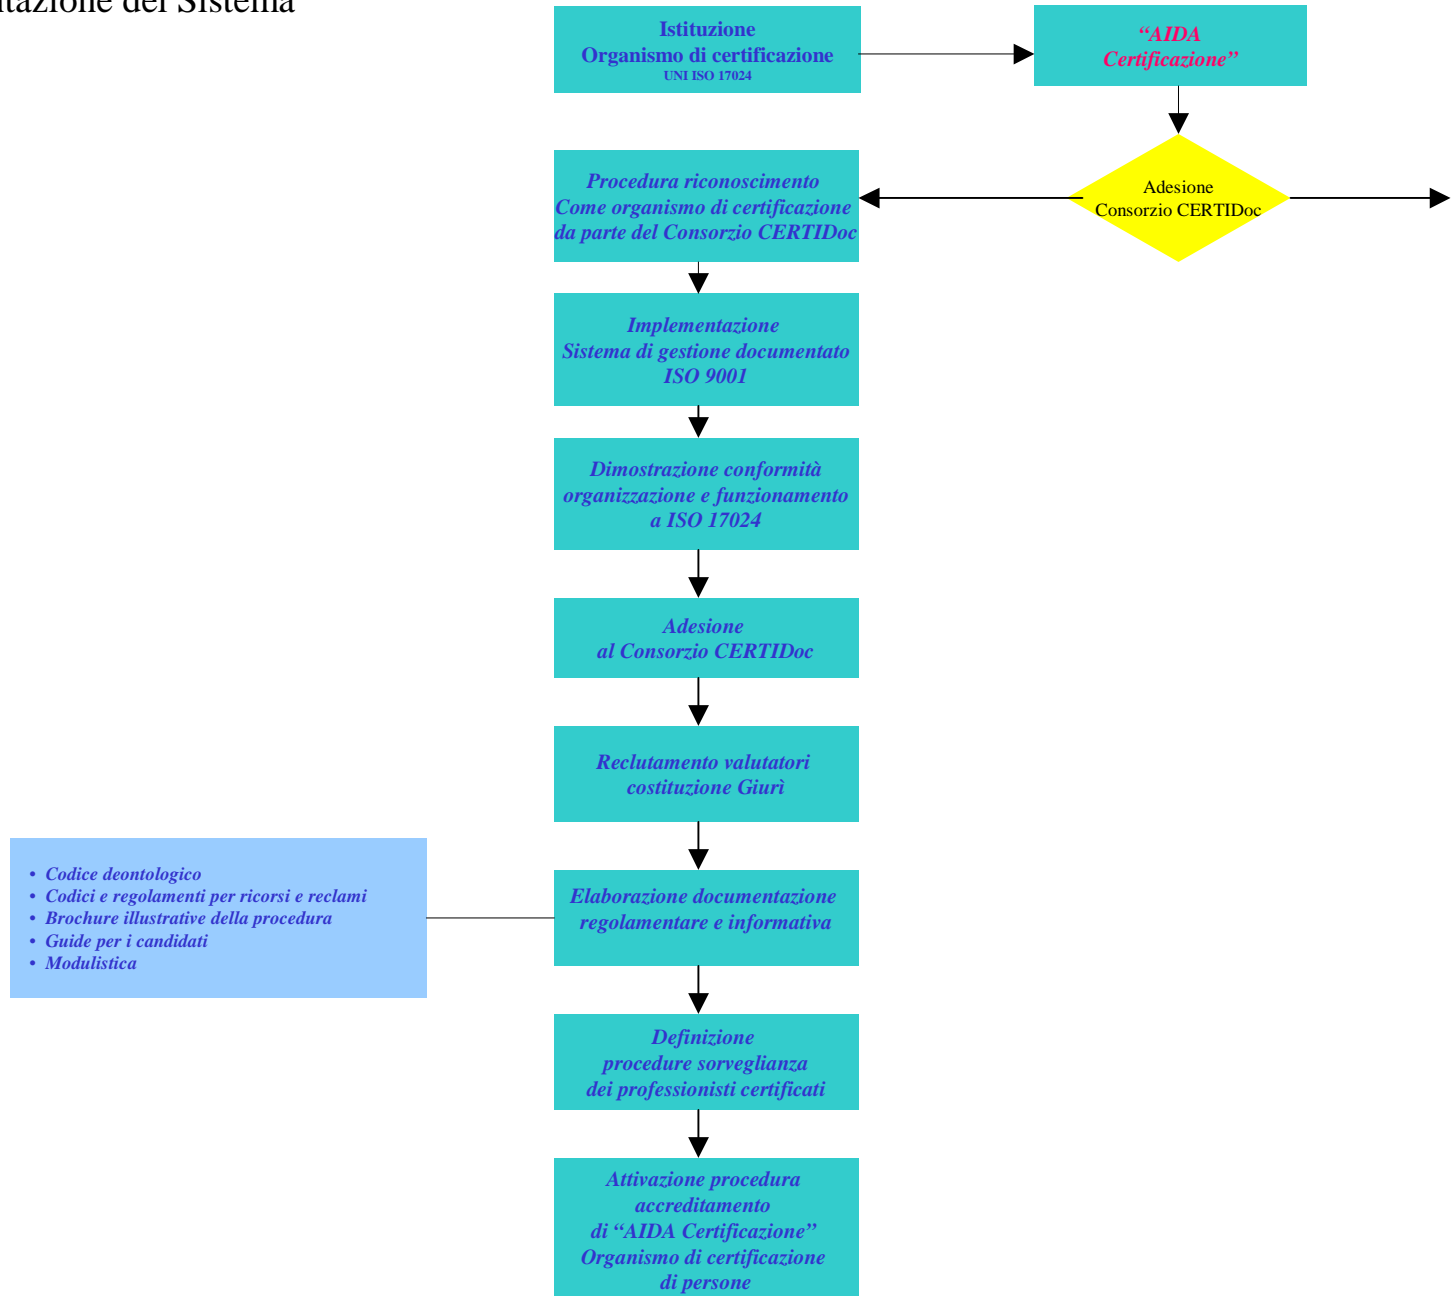 Sistema
Istituzione
Organismo di certificazione
UNI ISO 17024
“AIDA
Certificazione”
Adesione
Consorzio CERTIDoc
Procedura riconoscimento
Come organismo di certificazione
da parte del Consorzio CERTIDoc
Implementazione
Sistema di gestione documentato
ISO 9001
Dimostrazione conformità
organizzazione e funzionamento
a ISO 17024
Adesione
al Consorzio CERTIDoc
Reclutamento valutatori
costituzione Giurì
• Codice deontologico
• Codici e regolamenti per ricorsi e reclami
• Brochure illustrative della procedura
• Guide per i candidati
• Modulistica
Elaborazione documentazione
regolamentare e informativa
Definizione
procedure sorveglianza
dei professionisti certificati
Attivazione procedura
accreditamento
di “AIDA Certificazione”
Organismo di certificazione
di persone